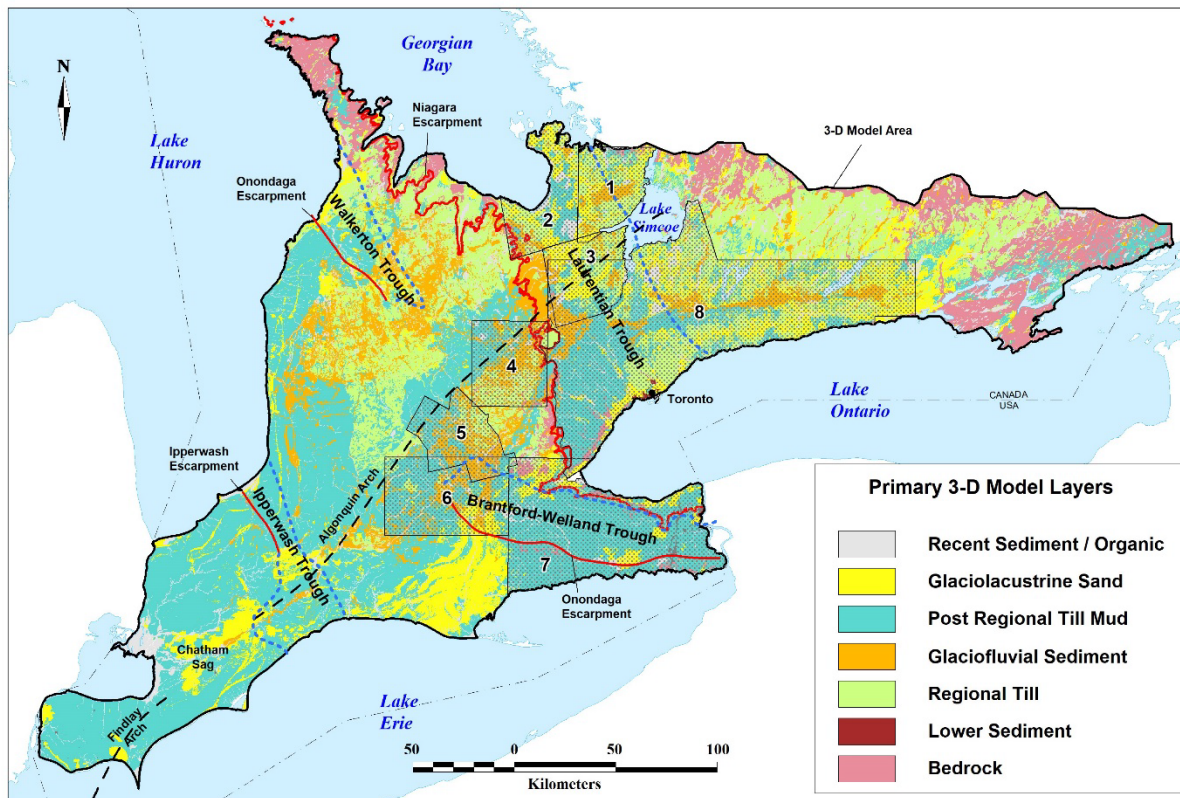 Georgian
Bay
N
Niagara
Escarpment
3-D Model Area
Lake
Huron
Onondaga
Escarpment
1
2
Lake
Simcoe
Walkerton Trough
3
Laurentian Trough
8
4
Toronto
Lake
Ontario
CANADA
USA
5
Ipperwash
Escarpment
Algonquin Arch
6
Brantford-Welland Trough
Ipperwash Trough
7
Onondaga
Escarpment
Chatham
Sag
Findlay
Arch
Lake
Erie
50 0 50 100
Kilometers
Primary 3-D Model Layers
Recent Sediment / Organic
Glaciolacustrine Sand
Post Regional Till Mud
Glaciofluvial Sediment
Regional Till
Lower Sediment
Bedrock